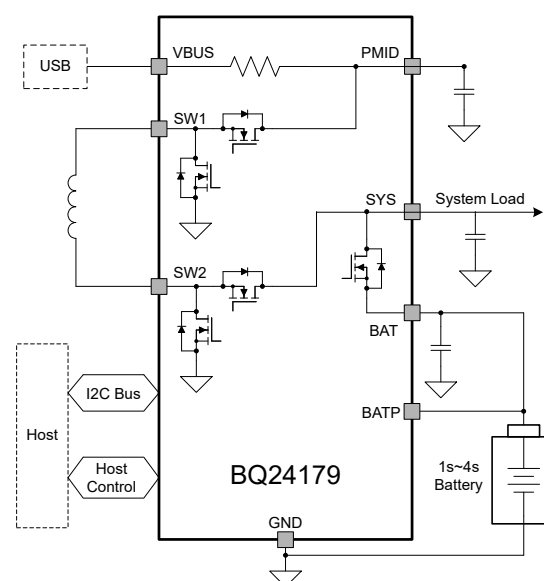 USB
VBUS
PMID
SW1
SYS
System Load
SW2
BAT
I2C Bus
BATP
Host
Host
Control
BQ24179
1s~4s
Battery
GND